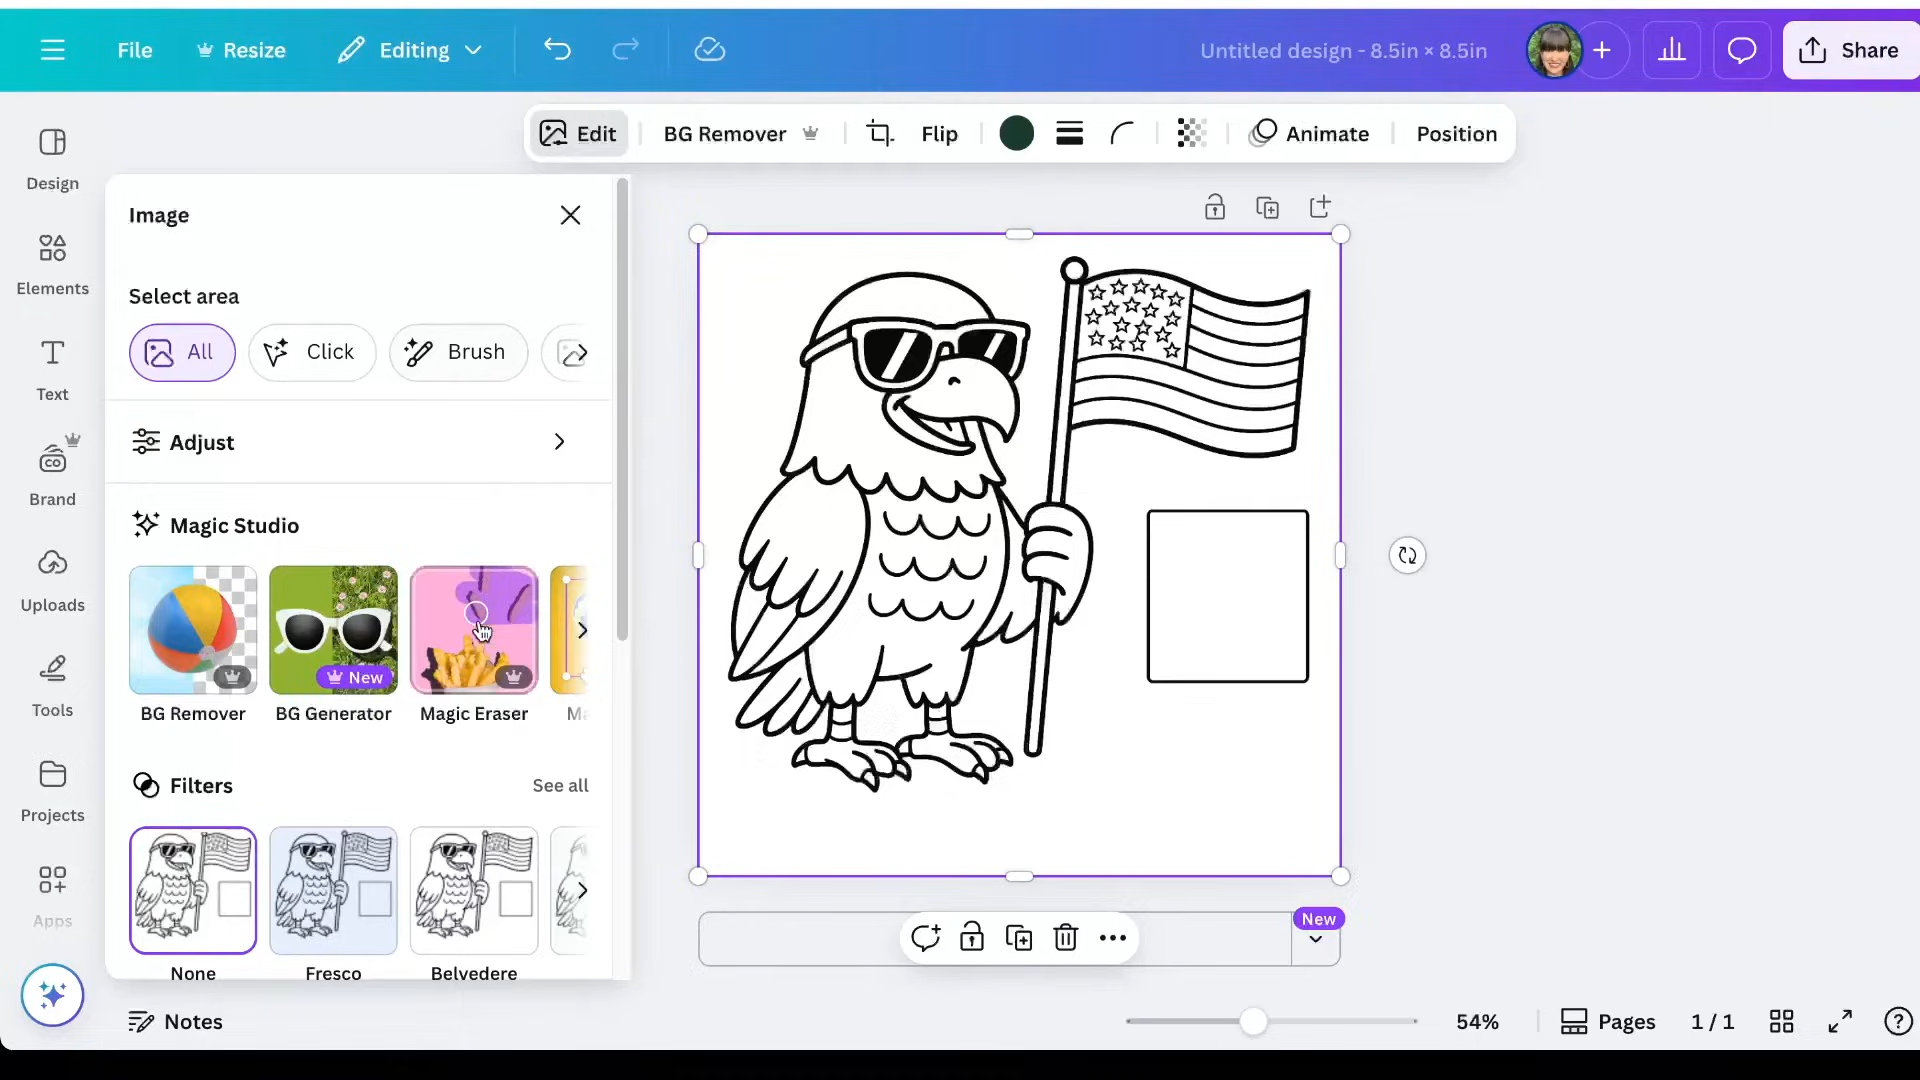 File
Resize
Editing
Untitled design - 8.5in × 8.5in
Share
Edit
BG Remover
Flip
Animate
Position
Design
Elements
Text
Brand
Uploads
Tools
Projects
Apps
Image
Select area
All
Click
Brush
Adjust
Magic Studio
New
BG Remover
BG Generator
Magic Eraser
Filters
See all
None
Fresco
Belvedere
New
Notes
54%
Pages
1 / 1